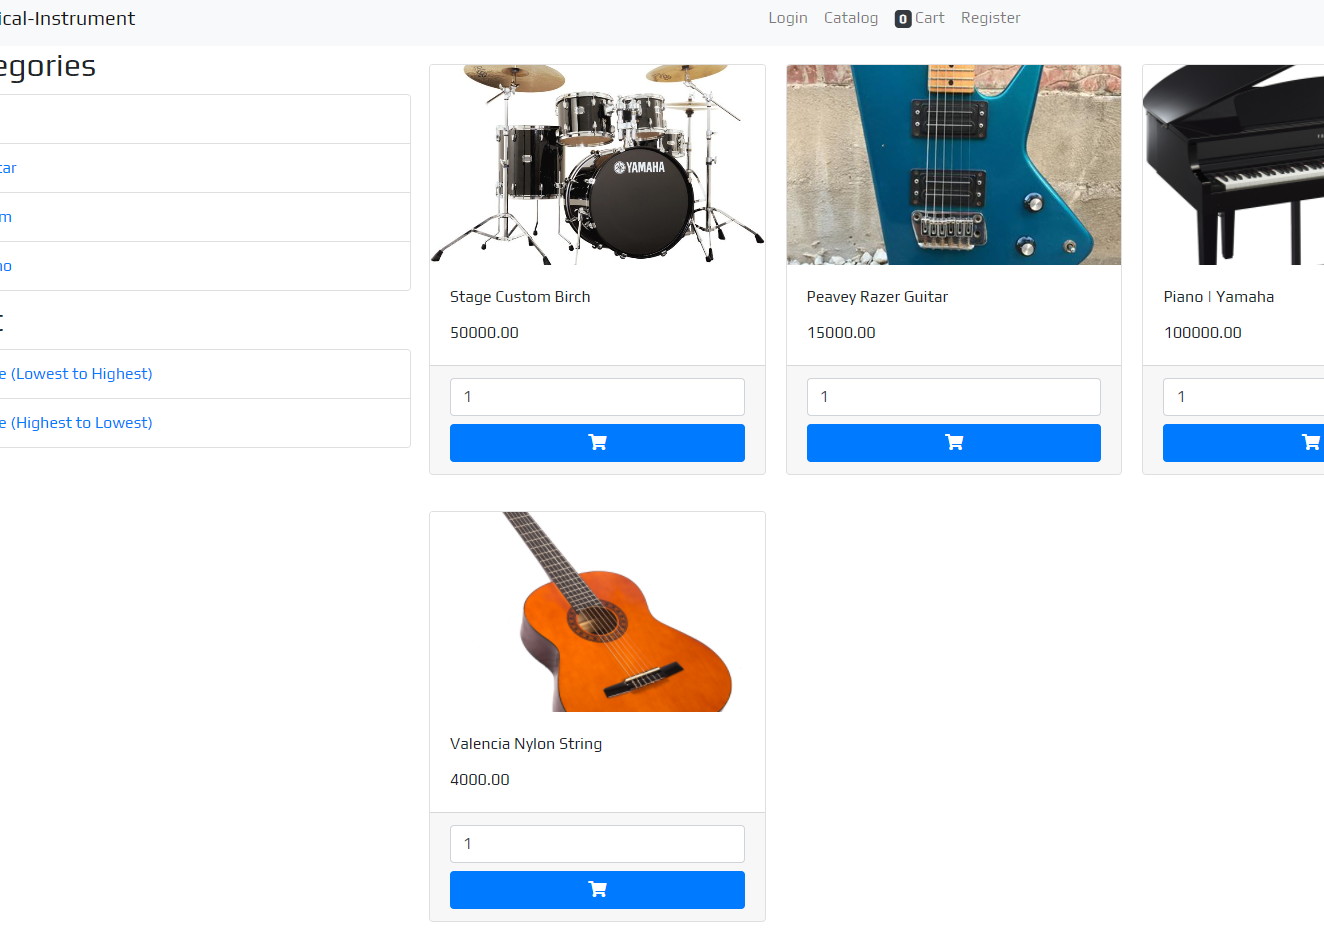 ical-Instrument
Login Catalog 0 Cart Register
egories
tar
m
no
e (Lowest to Highest)
e (Highest to Lowest)
YAMAHA
Stage Custom Birch
50000.00
1
Peavey Razer Guitar
15000.00
1
Piano | Yamaha
100000.00
1
Valencia Nylon String
4000.00
1